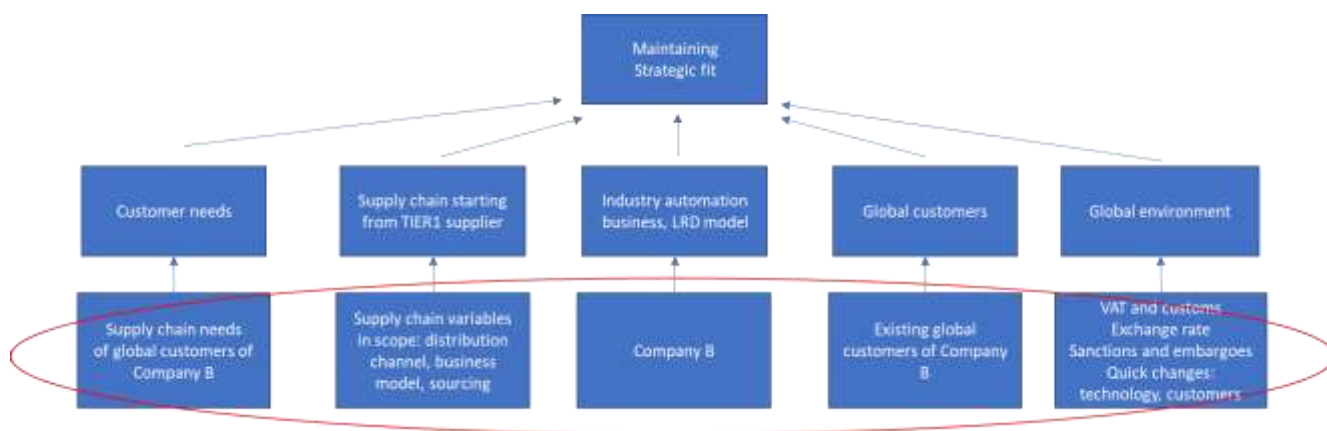 Maintaining
Strategic fit
Customer needs
Supply chain starting
from TIER1 supplier
Industry automation
business, LRD model
Global customers
Global environment
Supply chain needs
of global customers of
Company B
Supply chain variables
in scope: distribution
channel, business
model, sourcing
Company B
Existing global
customers of Company
B
VAT and customs
Exchange rate
Sanctions and embargoes
Quick changes:
technology, customers